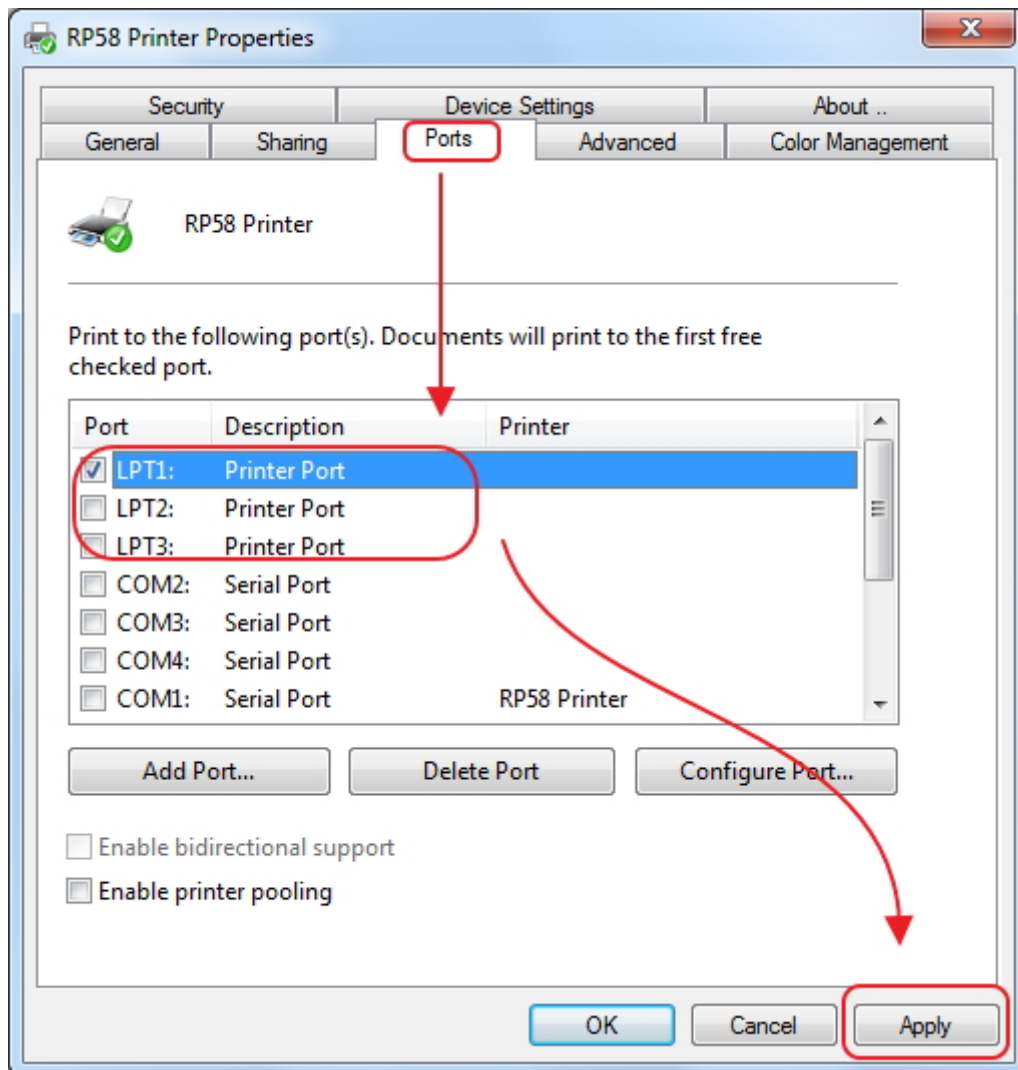 RP58 Printer Properties
Security Device Settings About ..
General Sharing Ports Advanced Color Management
RP58 Printer
Print to the following port(s). Documents will print to the first free
checked port.
Port Description Printer
LPT1: Printer Port
LPT2: Printer Port
LPT3: Printer Port
COM2: Serial Port
COM3: Serial Port
COM4: Serial Port
COM1: Serial Port RP58 Printer
Add Port... Delete Port Configure Port...
Enable bidirectional support
Enable printer pooling
OK Cancel Apply